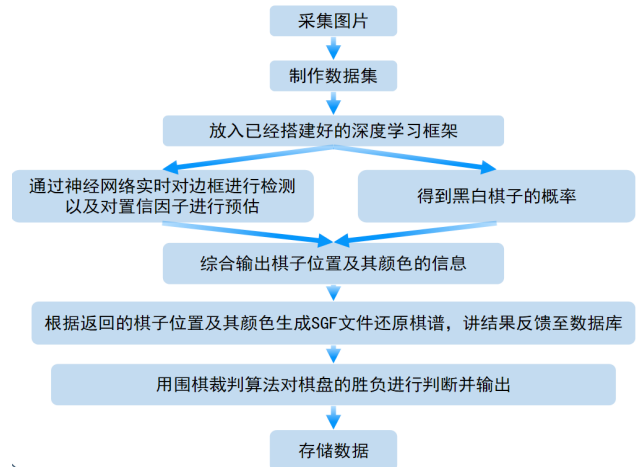 采集图片
制作数据集
放入已经搭建好的深度学习框架
通过神经网络实时对边框进行检测
以及对置信因子进行预估
得到黑白棋子的概率
综合输出棋子位置及其颜色的信息
根据返回的棋子位置及其颜色生成SGF文件还原棋谱，讲结果反馈至数据库
用围棋裁判算法对棋盘的胜负进行判断并输出
存储数据